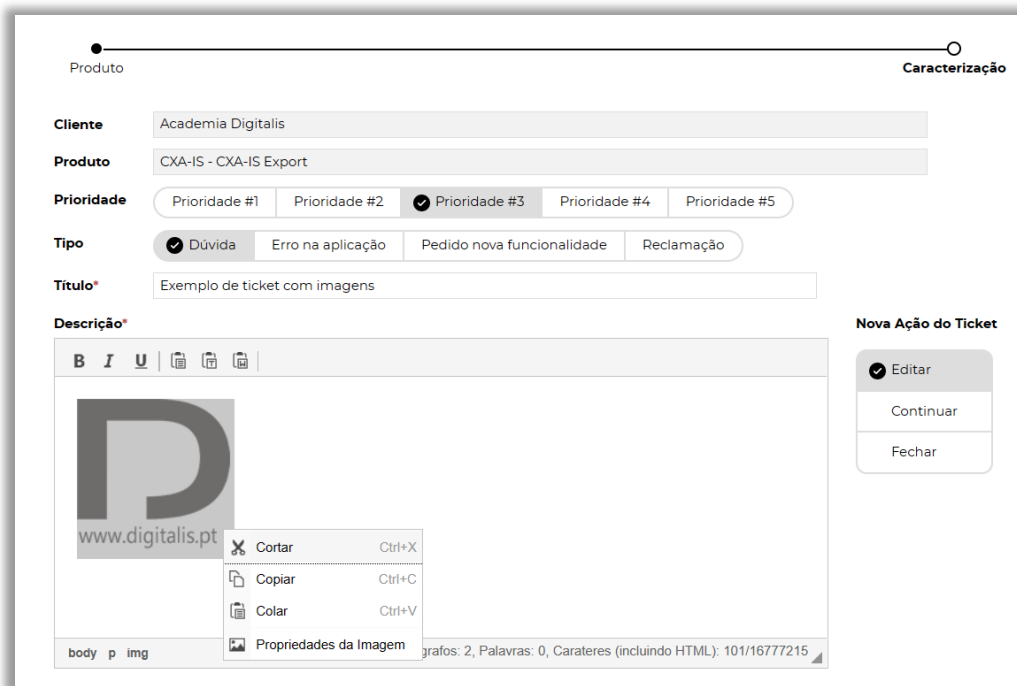 Produto
Caracterização
Cliente Academia Digitalis
Produto CXA-IS - CXA-IS Export
Prioridade Prioridade #1 Prioridade #2 Prioridade #3 Prioridade #4 Prioridade #5
Tipo Dúvida Erro na aplicação Pedido nova funcionalidade Reclamação
Título* Exemplo de ticket com imagens
Descrição*
Nova Ação do Ticket
B I U
Editar
Continuar
Fechar
www.digitalis.pt
Cortar Ctrl+X
Copiar Ctrl+C
Colar Ctrl+V
Propriedades da Imagem
body p img grafos: 2, Palavras: 0, Carateres (incluindo HTML): 101/16777215